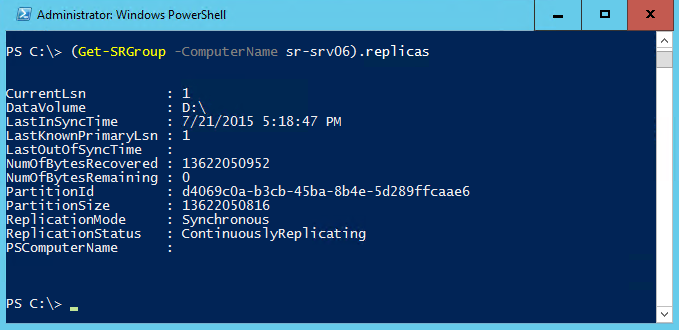 Administrator: Windows PowerShell
PS C:\> (Get-SRGroup -ComputerName sr-srv06).replicas
CurrentLsn : 1
DataVolume : D:\
LastInSyncTime : 7/21/2015 5:18:47 PM
LastKnownPrimaryLsn : 1
LastOutOfSyncTime :
NumOfBytesRecovered : 13622050952
NumOfBytesRemaining : 0
PartitionId : d4069c0a-b3cb-45ba-8b4e-5d289ffcaae6
PartitionSize : 13622050816
ReplicationMode : Synchronous
ReplicationStatus : ContinuouslyReplicating
PSComputerName :
PS C:\>